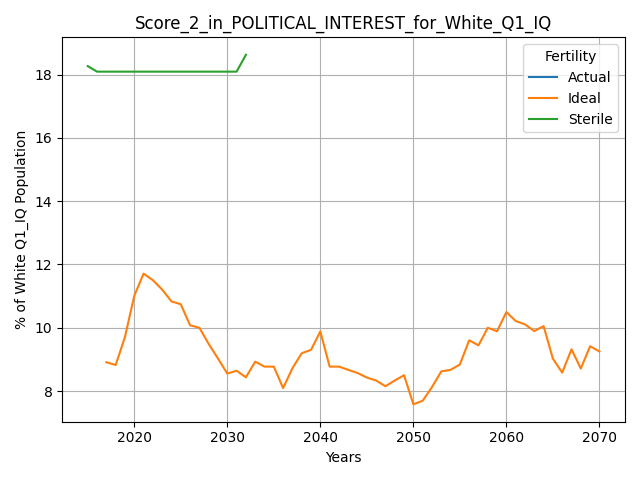 Score_2_in_POLITICAL_INTEREST_for_White_Q1_IQ
Fertility
Actual
Ideal
Sterile
% of White Q1_IQ Population
18
16
14
12
10
8
2020 2030 2040 2050 2060 2070
Years